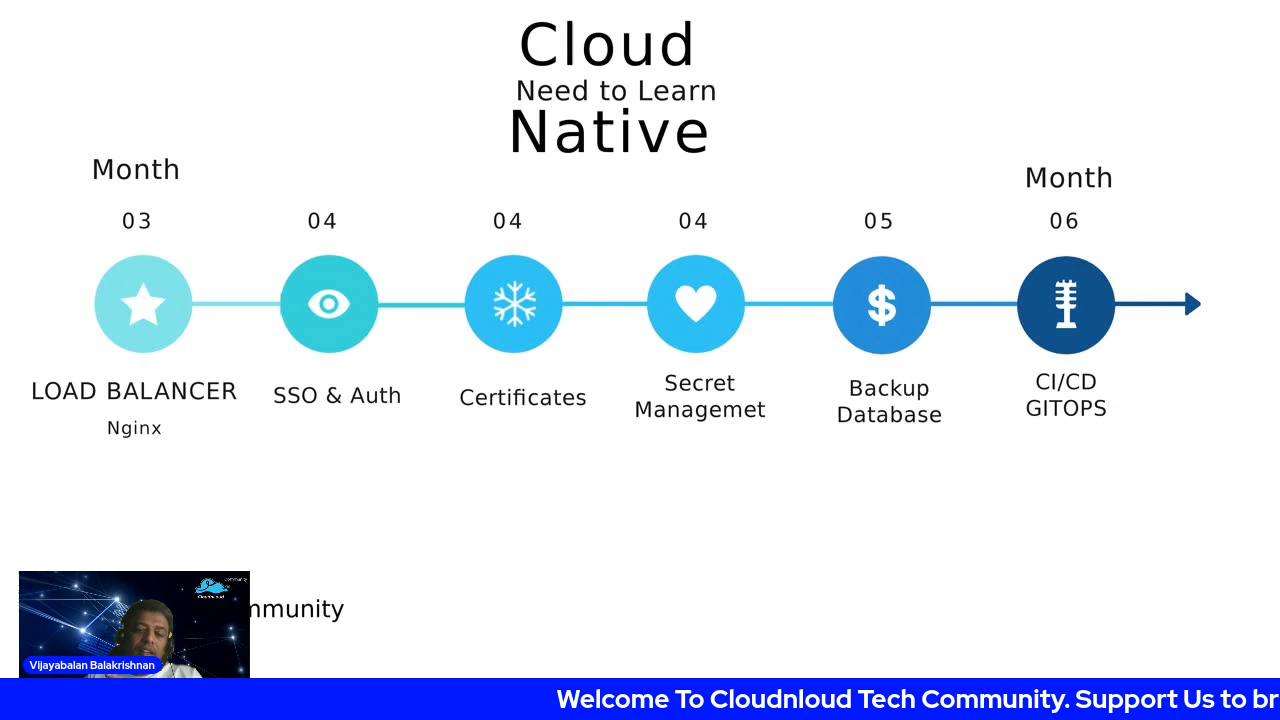 Cloud
Need to Learn
Native
Month
Month
03
04
04
04
05
06
LOAD BALANCER
Nginx
SSO & Auth
Certificates
Secret
Managemet
Backup
Database
CI/CD
GITOPS
Community
Cloudnloud
mmunity
Vijayabalan Balakrishnan
Welcome To Cloudnloud Tech Community. Support Us to br